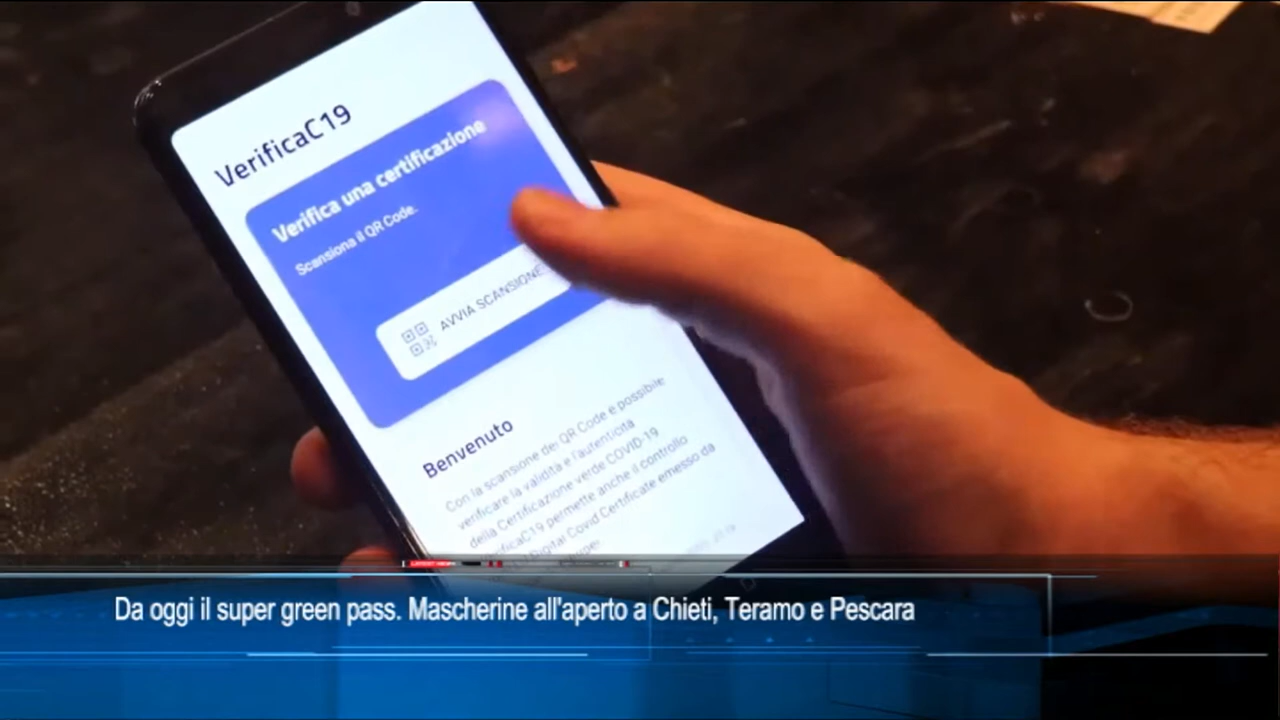 VerificaC19
Verifica una certificazione
Scansiona il QR Code.
AVVIA SCANSIONE
Benvenuto
Con la scansione dei QR Code è possibile
verificare la validità e l'autenticità
della Certificazione verde COVID-19
VerificaC19 permette anche il controllo
Digital Covid Certificate emesso da
Da oggi il super green pass. Mascherine all'aperto a Chieti, Teramo e Pescara